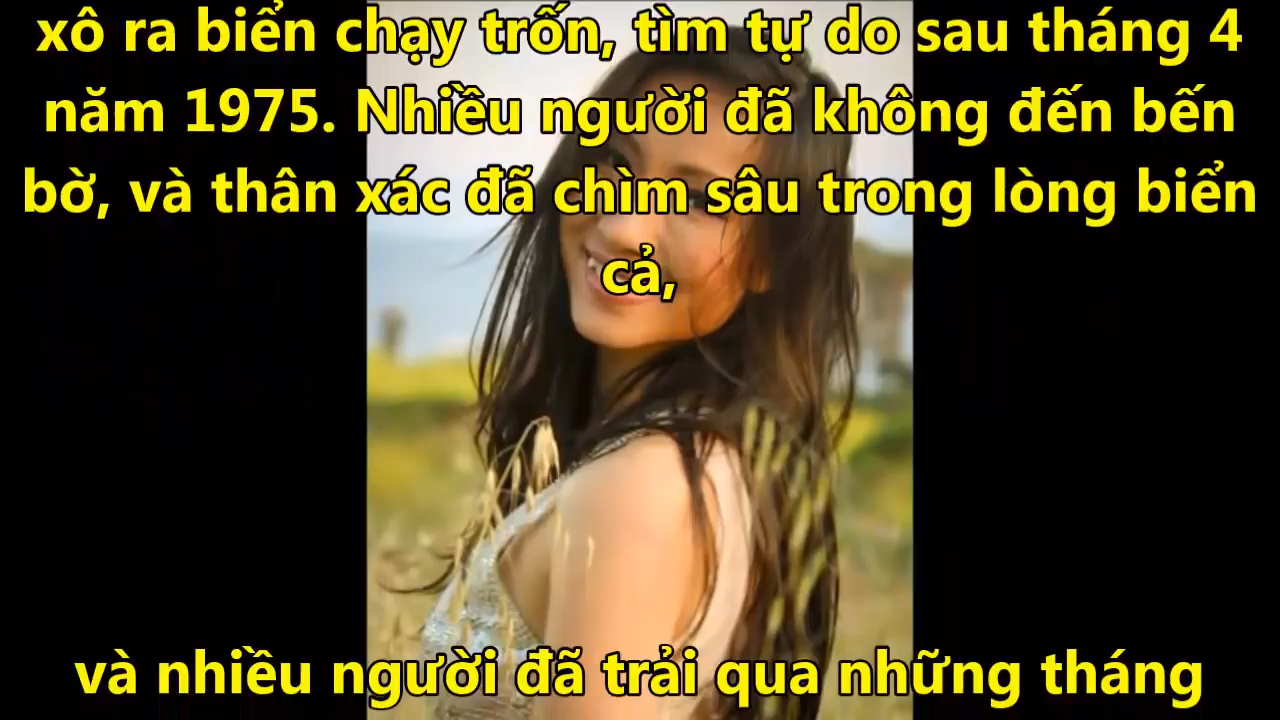 xô ra biển chạy trốn, tìm tự do sau tháng 4
năm 1975. Nhiều người đã không đến bến
bờ, và thân xác đã chìm sâu trong lòng biển
cả,
và nhiều người đã trải qua những tháng